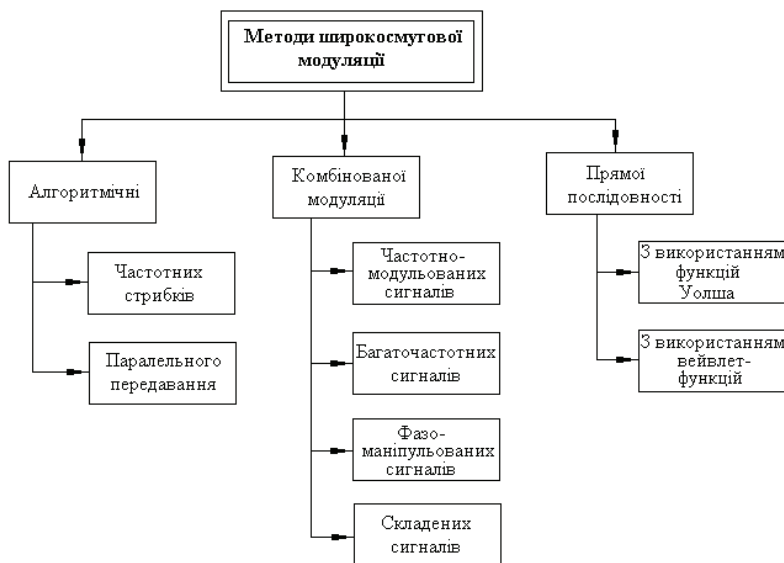 Методи широкосмугової
модуляції
Алгоритмічні
Частотних
стрибків
Паралельного
передавання
Комбінованої
модуляції
Частотно-
модульованих
сигналів
Багаточастотних
сигналів
Фазо-
маніпульованих
сигналів
Складених
сигналів
Прямої
послідовності
З використанням
функцій
Уолша
З використанням
вейвлет-
функцій